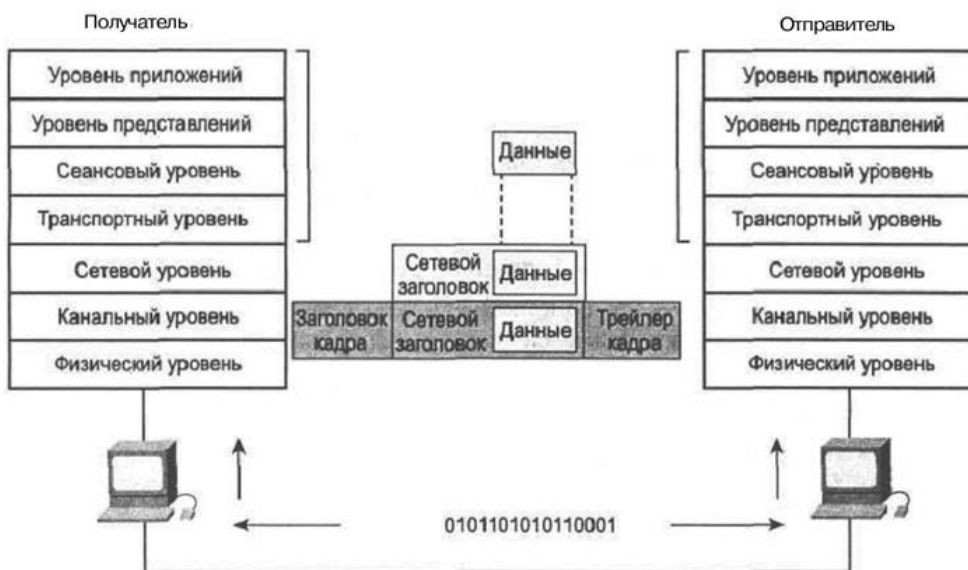 Получатель
Отправитель
Уровень приложений
Уровень представлений
Сеансовый уровень
Транспортный уровень
Сетевой уровень
Канальный уровень
Физический уровень
Данные
Сетевой
заголовок
Данные
Заголовок
кадра
Сетевой
заголовок
Данные
Трейлер
кадра
Уровень приложений
Уровень представлений
Сеансовый уровень
Транспортный уровень
Сетевой уровень
Канальный уровень
Физический уровень
0101101010110001